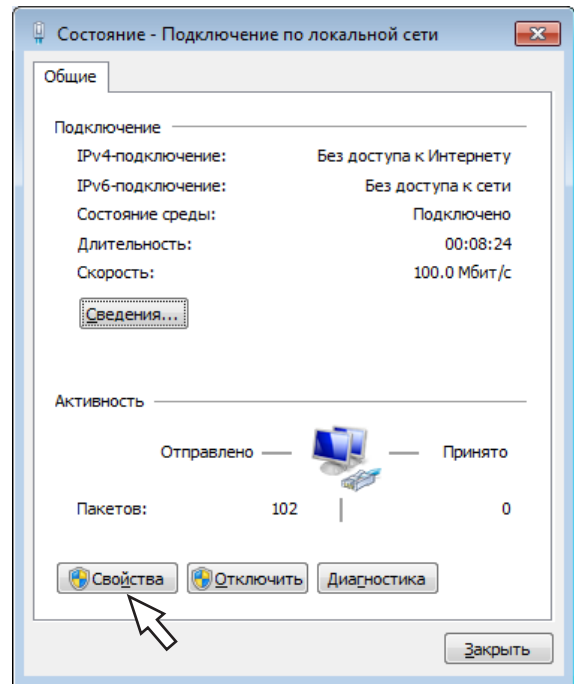 Состояние - Подключение по локальной сети
Общие
Подключение
IPv4-подключение: Без доступа к Интернету
IPv6-подключение: Без доступа к сети
Состояние среды: Подключено
Длительность: 00:08:24
Скорость: 100.0 Мбит/с
Сведения...
Активность
Отправлено — — Принято
Пакетов: 102 | 0
Свойства Отключить Диагностика
Закрыть